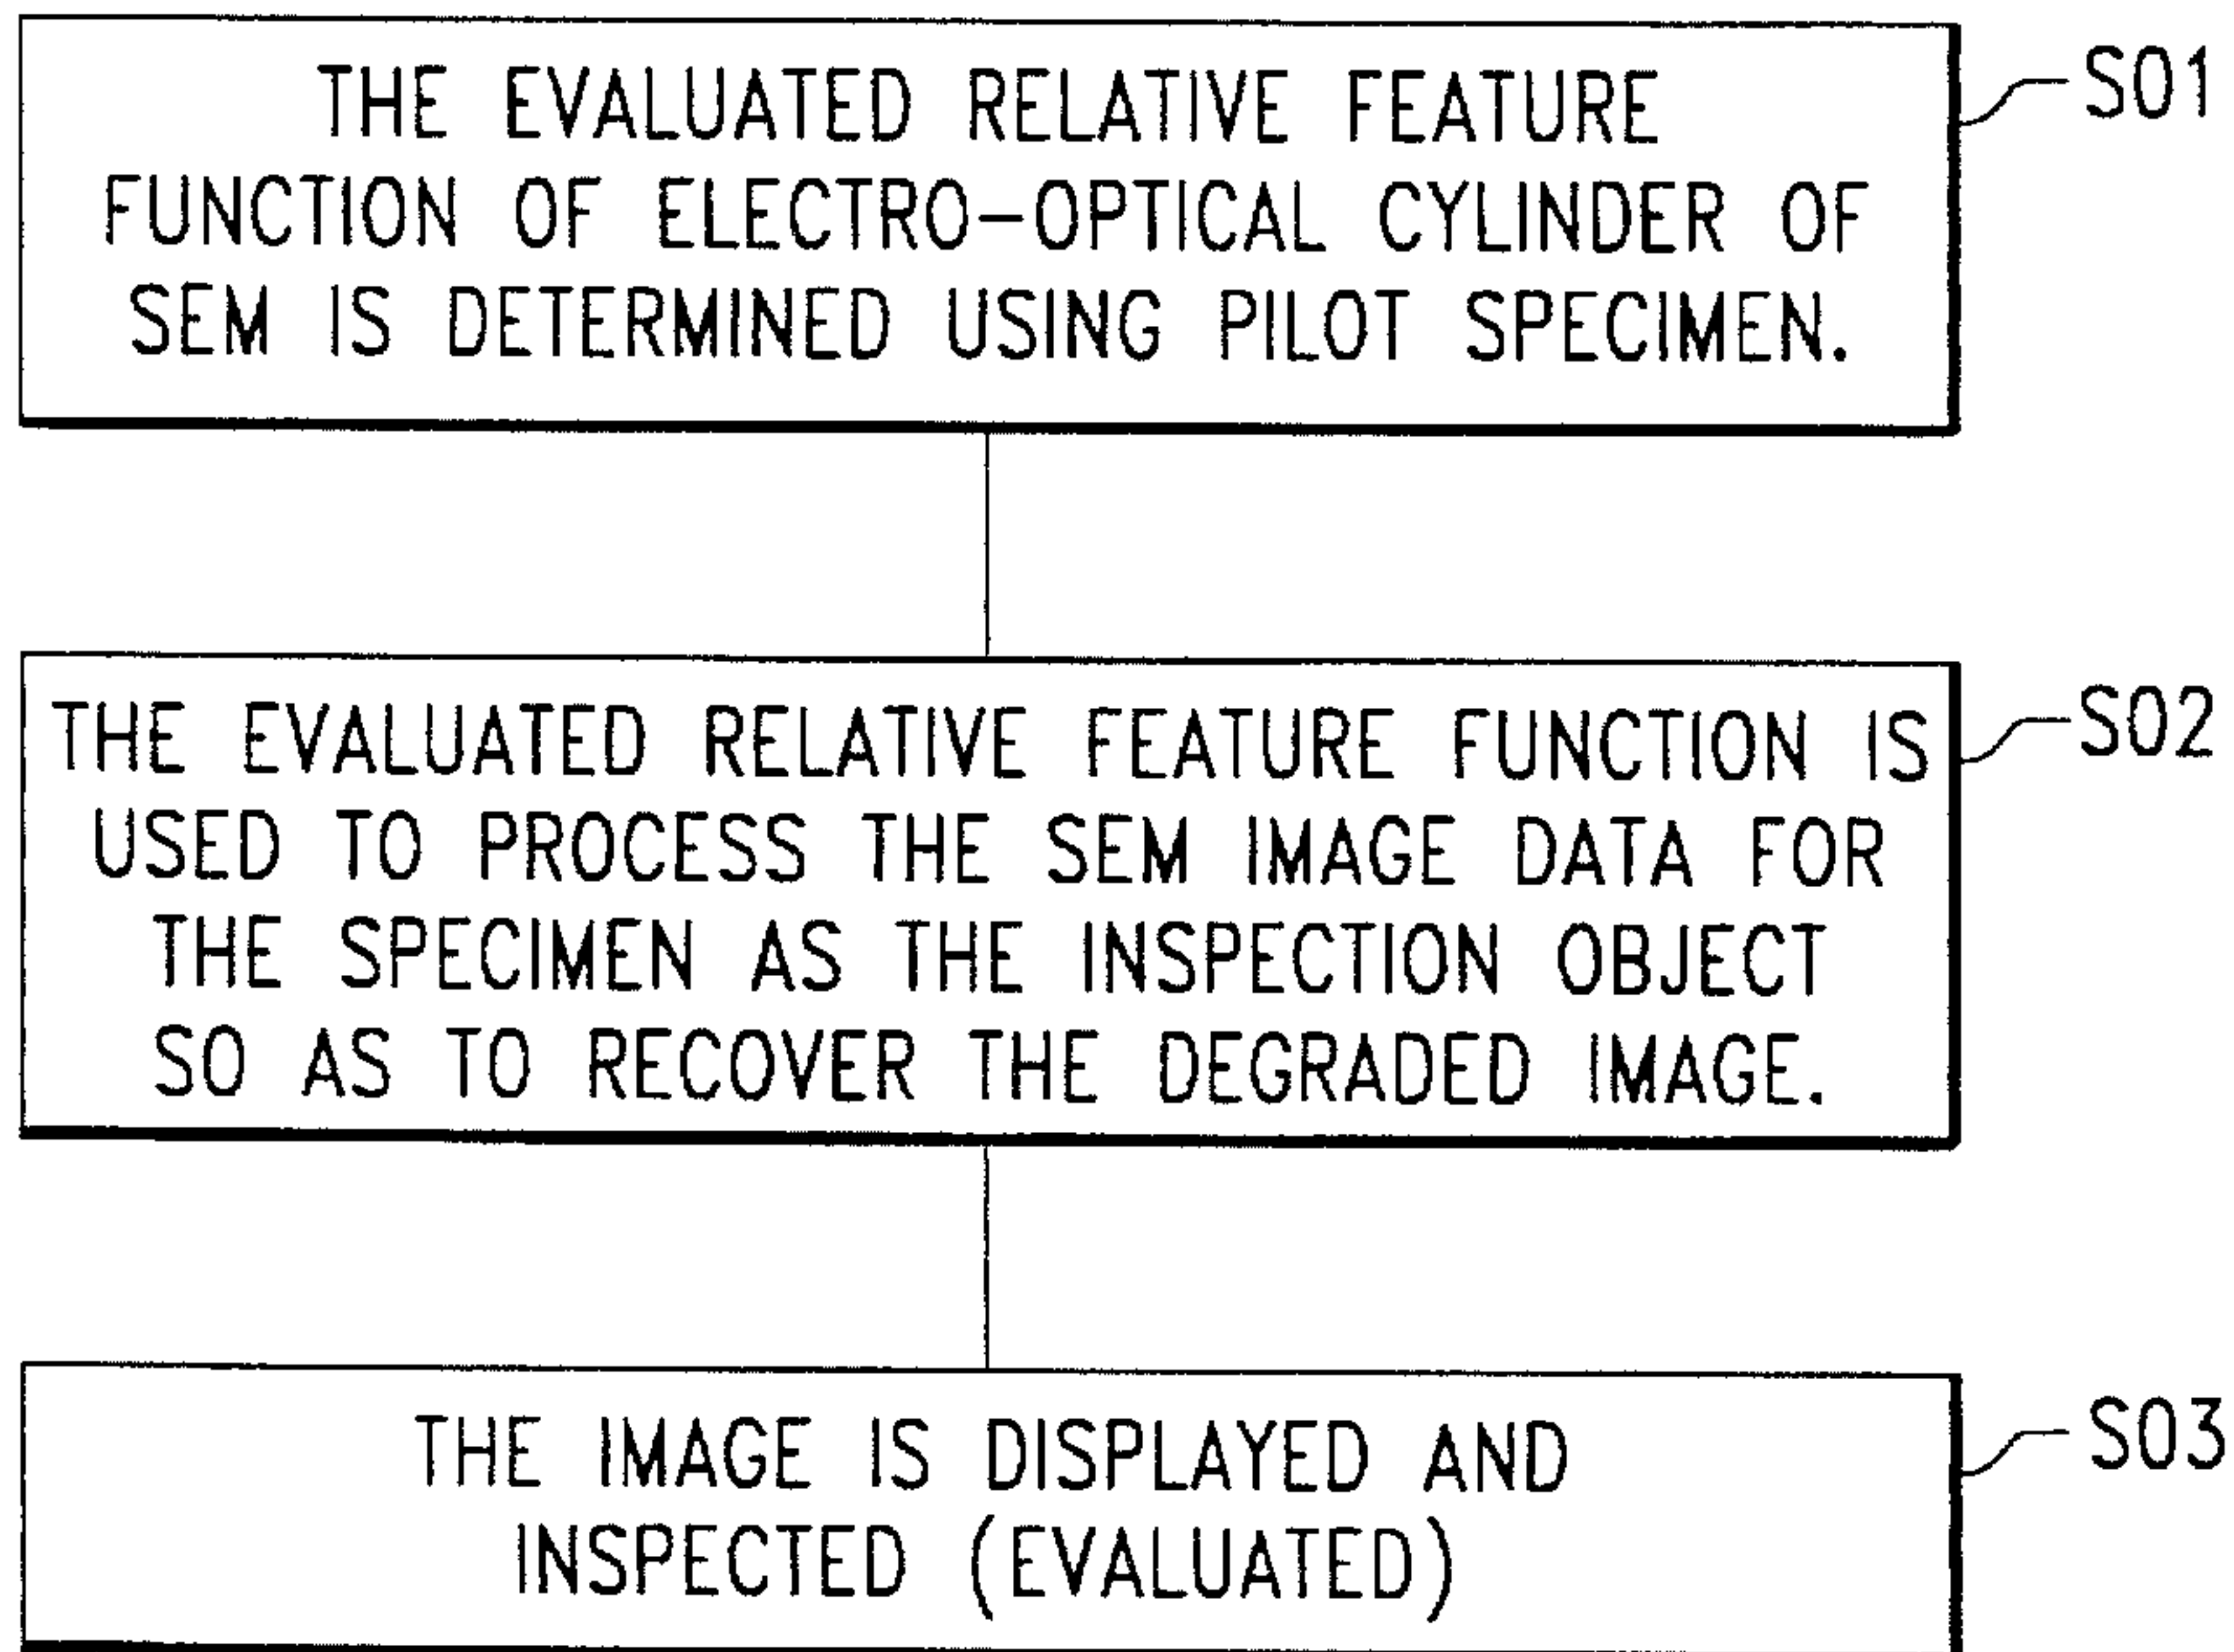 THE EVALUATED RELATIVE FEATURE
FUNCTION OF ELECTRO-OPTICAL CYLINDER OF
SEM IS DETERMINED USING PILOT SPECIMEN.
S01
THE EVALUATED RELATIVE FEATURE FUNCTION IS
USED TO PROCESS THE SEM IMAGE DATA FOR
THE SPECIMEN AS THE INSPECTION OBJECT
SO AS TO RECOVER THE DEGRADED IMAGE.
S02
THE IMAGE IS DISPLAYED AND
INSPECTED (EVALUATED)
S03